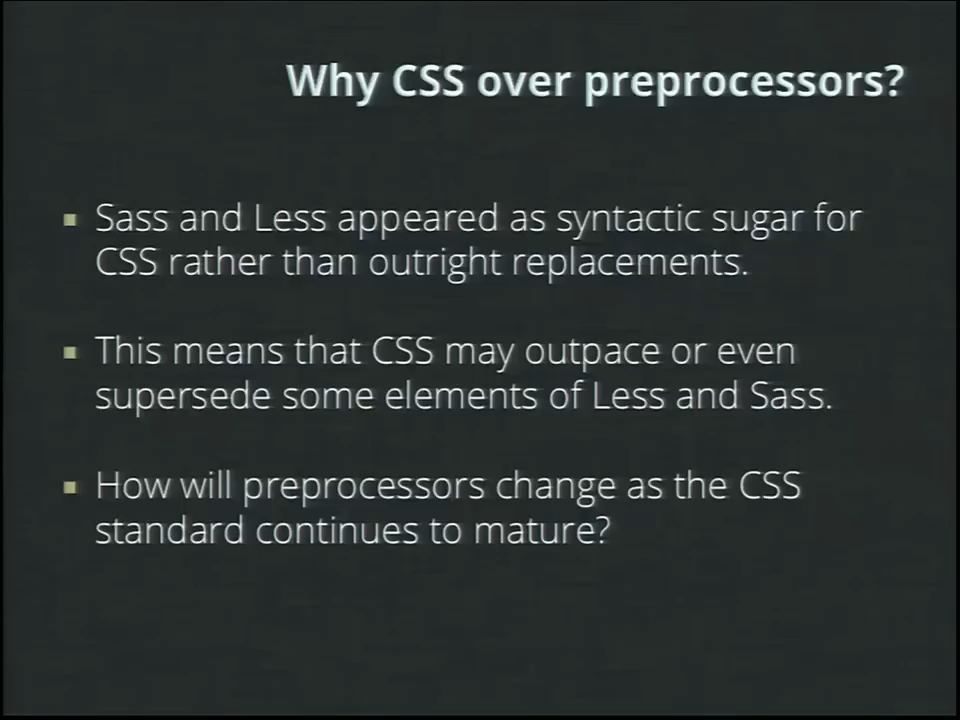 Why CSS over preprocessors?
Sass and Less appeared as syntactic sugar for
CSS rather than outright replacements.
This means that CSS may outpace or even
supersede some elements of Less and Sass.
How will preprocessors change as the CSS
standard continues to mature?